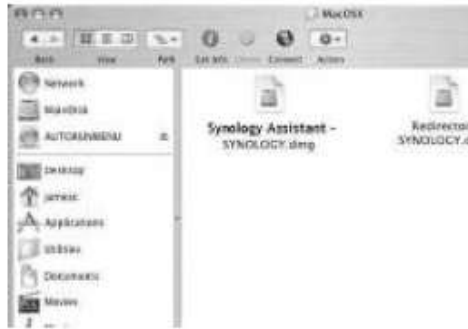 MacOSX
Back
View
Path
Get Info
Connect
Action
Network
AUTORUNMENU
Desktop
Applications
Utilities
Documents
Movies
Synology Assistant -
SYNOLOGY.dmg
Redirector
SYNOLOGY.d